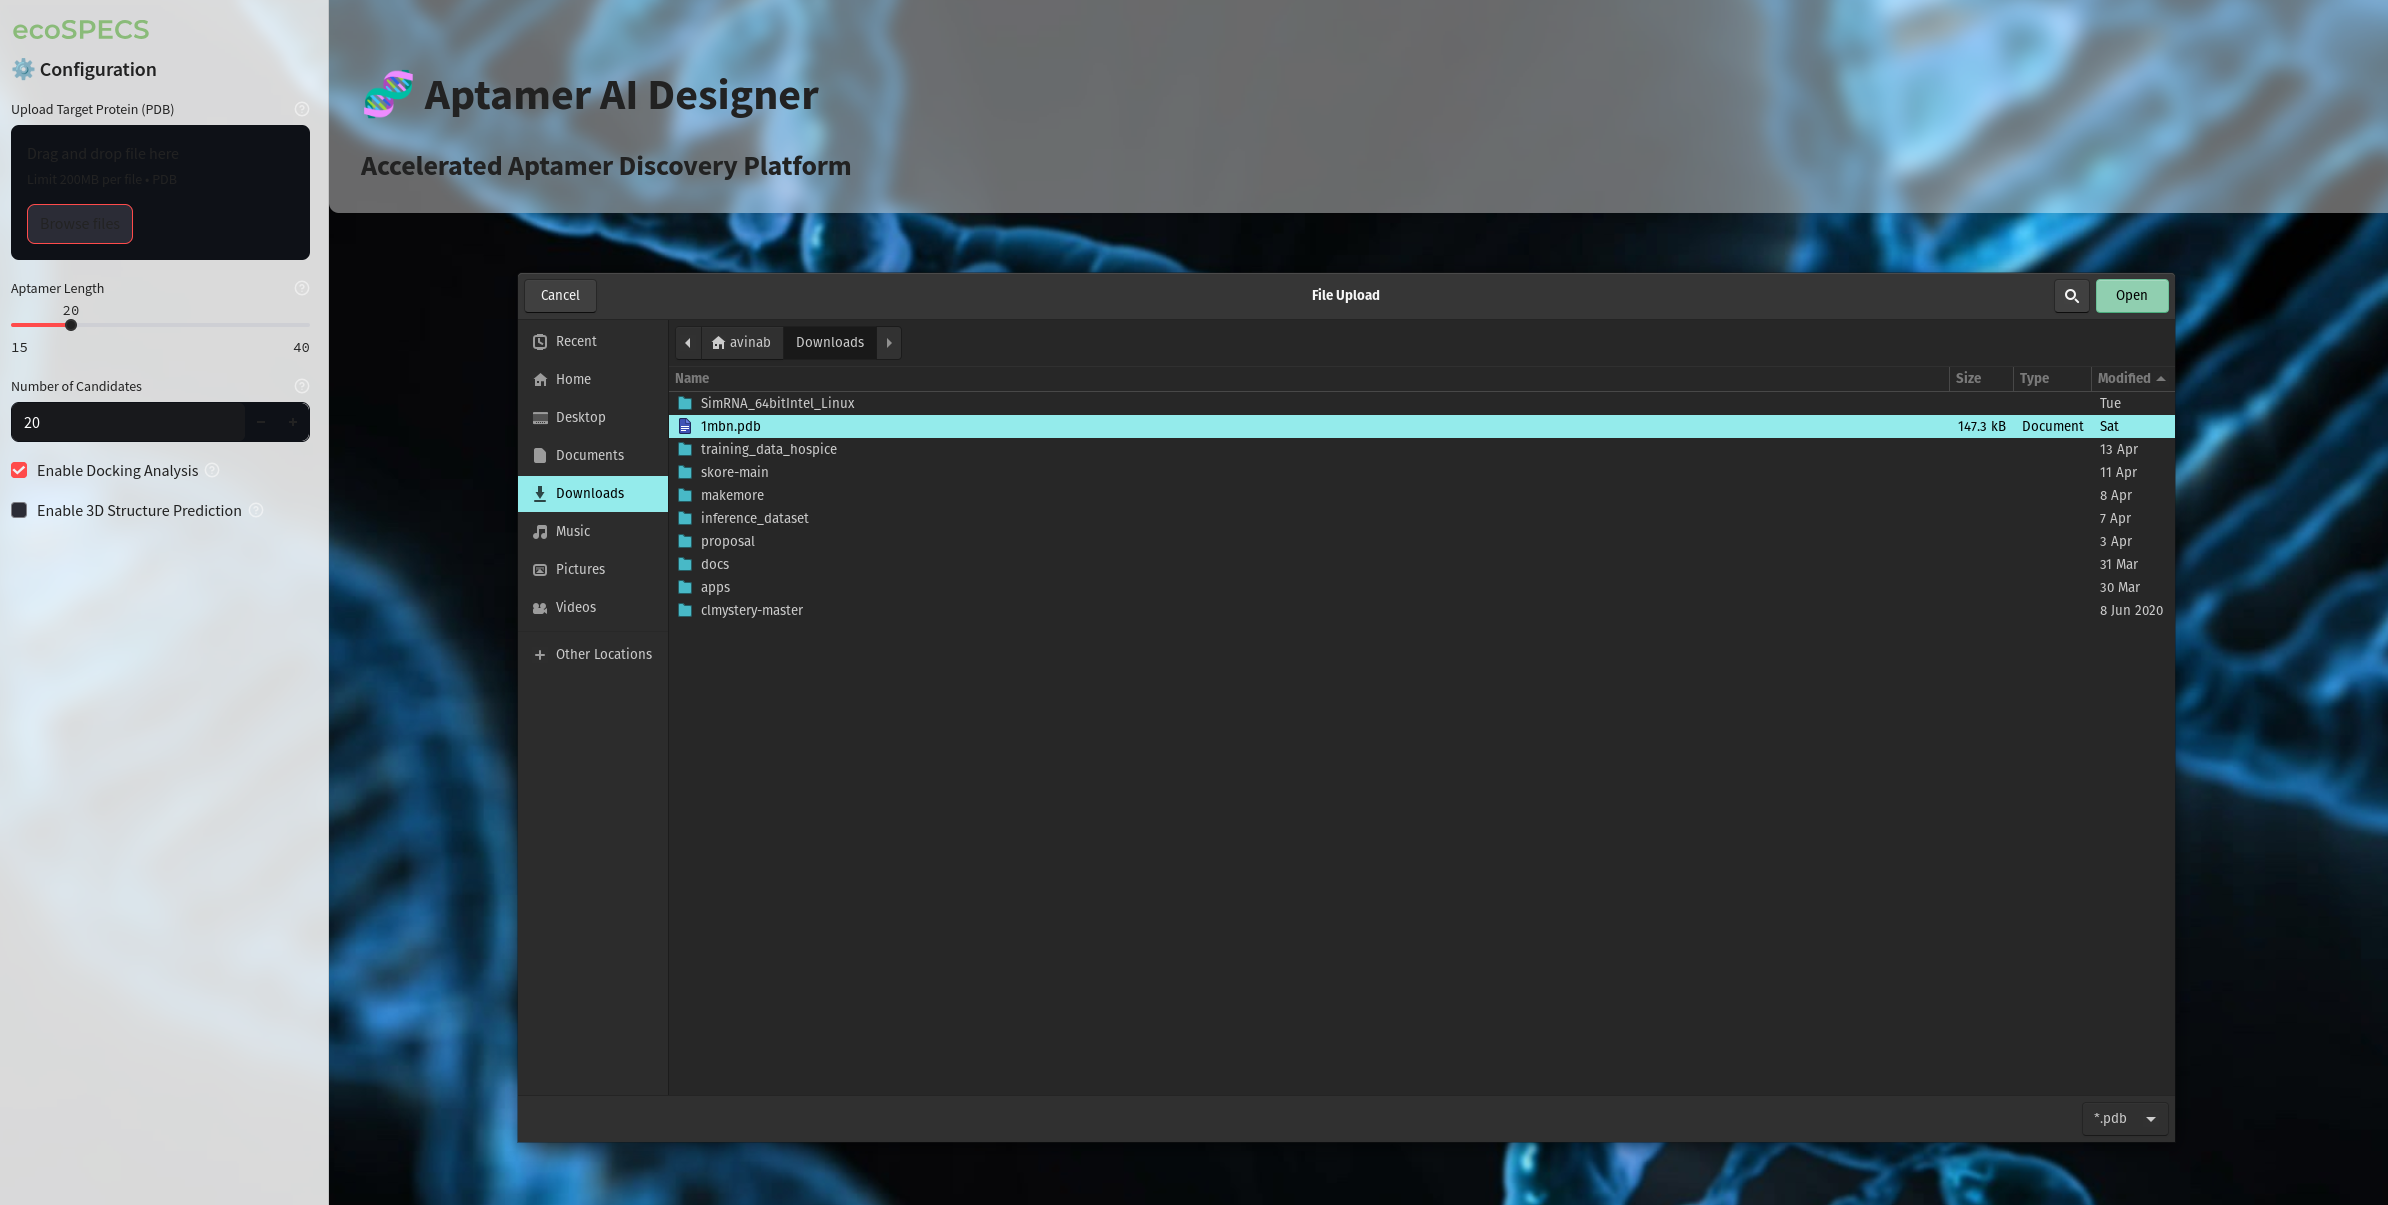 ecoSPECS
Configuration
Upload Target Protein (PDB)
Drag and drop file here
Limit 200MB per file • PDB
Browse files
Aptamer Length
20
15 40
Number of Candidates
20
Enable Docking Analysis
Enable 3D Structure Prediction
Aptamer AI Designer
Accelerated Aptamer Discovery Platform
Cancel File Upload Open
Recent
Home
Desktop
Documents
Downloads
Music
Pictures
Videos
Other Locations
avinab Downloads
Name Size Type Modified
SimRNA_64bitIntel_Linux Tue
1mbn.pdb 147.3 kB Document Sat
training_data_hospice 13 Apr
skore-main 11 Apr
makemore 8 Apr
inference_dataset 7 Apr
proposal 3 Apr
docs 31 Mar
apps 30 Mar
clmystery-master 8 Jun 2020
*.pdb